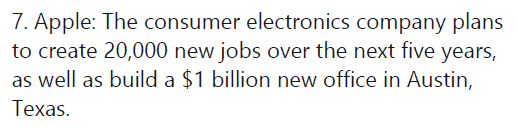 7. Apple: The consumer electronics company plans
to create 20,000 new jobs over the next five years,
as well as build a $1 billion new office in Austin,
Texas.